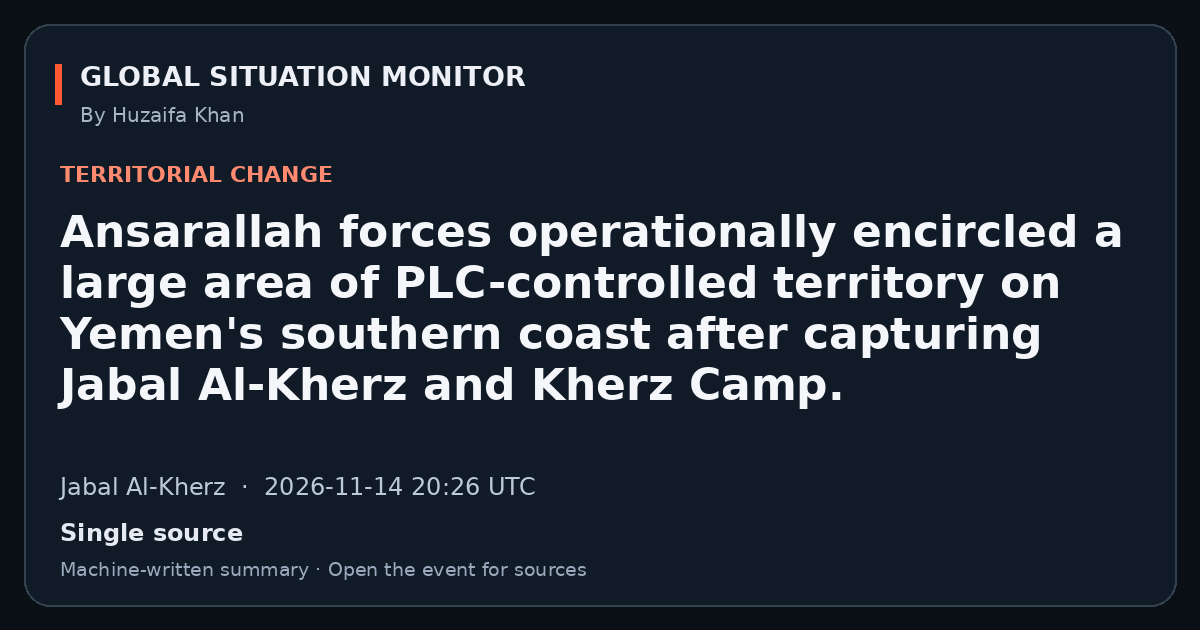 GLOBAL SITUATION MONITOR
By Huzaifa Khan
TERRITORIAL CHANGE
Ansarallah forces operationally encircled a
large area of PLC-controlled territory on
Yemen's southern coast after capturing
Jabal Al-Kherz and Kherz Camp.
Jabal Al-Kherz · 2026-11-14 20:26 UTC
Single source
Machine-written summary · Open the event for sources